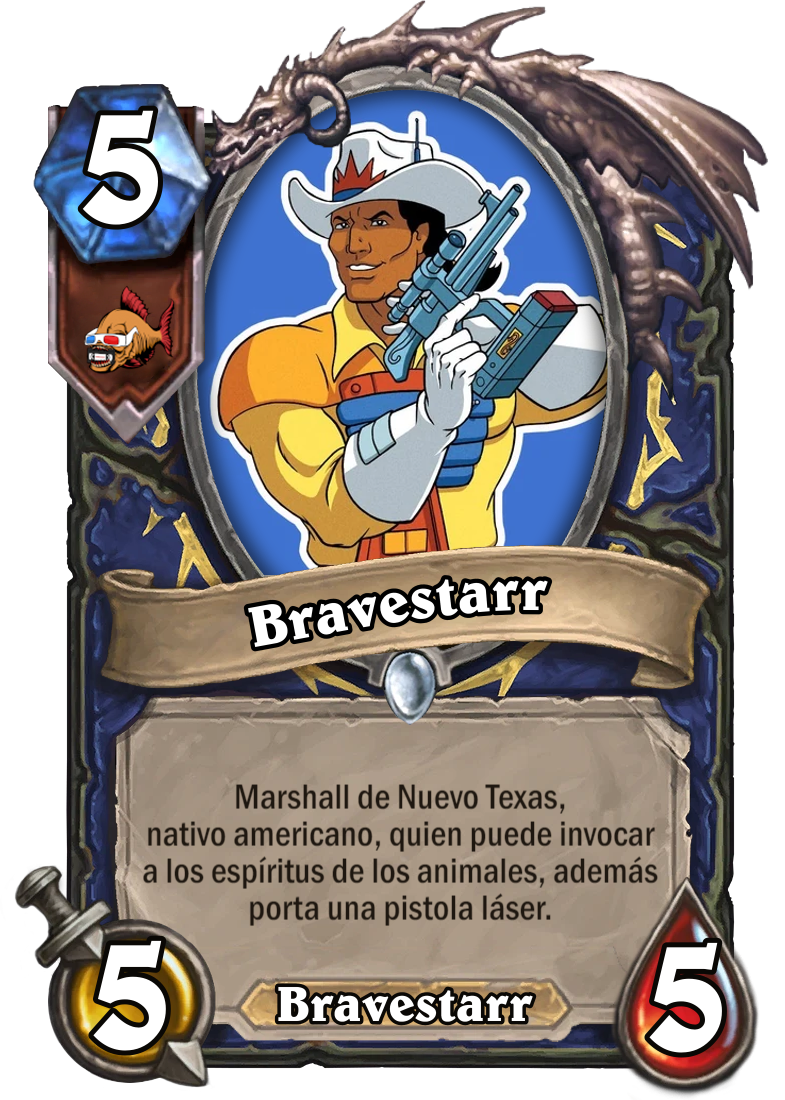 5
Bravestarr
Marshall de Nuevo Texas,
nativo americano, quien puede invocar
a los espíritus de los animales, además
porta una pistola láser.
5
Bravestarr
5